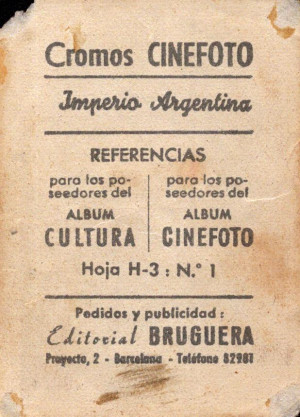 Cromos CINEFOTO
Imperio Argentina
REFERENCIAS
para los po-
seedores del
ALBUM
CULTURA
para los po-
seedores del
ALBUM
CINEFOTO
Hoja H-3 : N.° 1
Pedidos y publicidad :
Editorial BRUGUERA
Proyecto, 2 - Barcelona - Teléfono 82981